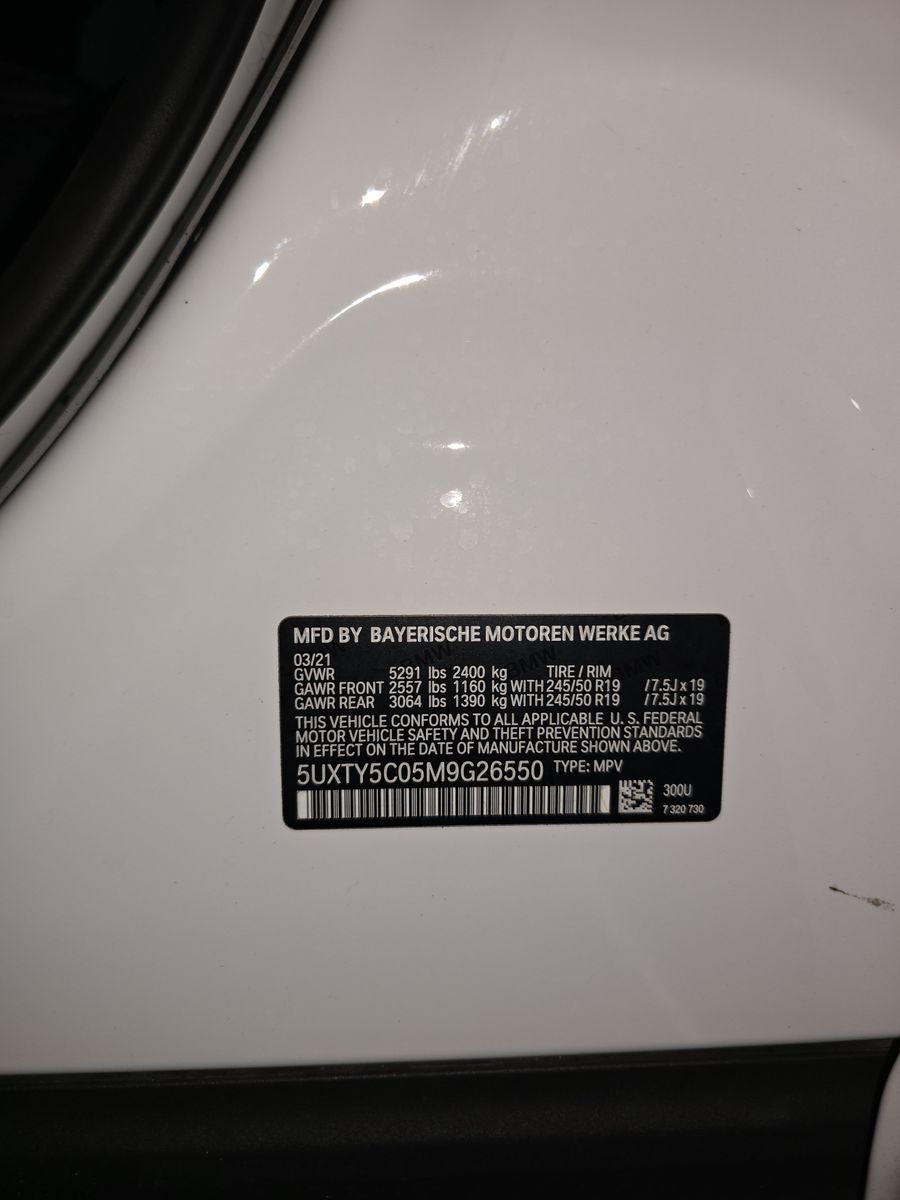 MFD BY BAYERISCHE MOTOREN WERKE AG
03/21
GVWR 5291 lbs 2400 kg TIRE / RIM
GAWR FRONT 2557 lbs 1160 kg WITH 245/50 R19 /7.5J x 19
GAWR REAR 3064 lbs 1390 kg WITH 245/50 R19 /7.5J x 19
THIS VEHICLE CONFORMS TO ALL APPLICABLE U. S. FEDERAL
MOTOR VEHICLE SAFETY AND THEFT PREVENTION STANDARDS
IN EFFECT ON THE DATE OF MANUFACTURE SHOWN ABOVE.
5UXTY5C05M9G26550 TYPE: MPV
300U
7 320 730
BMW
BMW
BMW